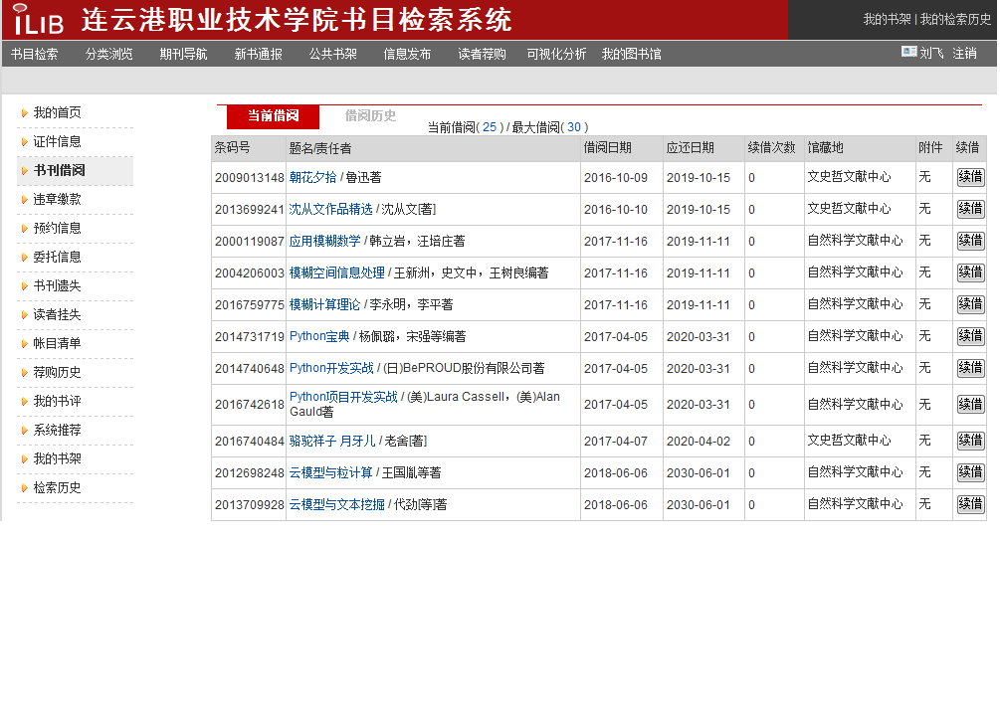 iLIB 连云港职业技术学院书目检索系统 我的书架 | 我的检索历史
书目检索 分类浏览 期刊导航 新书通报 公共书架 信息发布 读者荐购 可视化分析 我的图书馆 刘飞 注销
我的首页
证件信息
书刊借阅
违章缴款
预约信息
委托信息
书刊遗失
读者挂失
帐目清单
荐购历史
我的书评
系统推荐
我的书架
检索历史
当前借阅 借阅历史 当前借阅( 25 ) / 最大借阅( 30 )
条码号 题名/责任者 借阅日期 应还日期 续借次数 馆藏地 附件 续借
2009013148 朝花夕拾 / 鲁迅著 2016-10-09 2019-10-15 0 文史哲文献中心 无 续借
2013699241 沈从文作品精选 / 沈从文[著] 2016-10-10 2019-10-15 0 文史哲文献中心 无 续借
2000119087 应用模糊数学 / 韩立岩，汪培庄著 2017-11-16 2019-11-11 0 自然科学文献中心 无 续借
2004206003 模糊空间信息处理 / 王新洲，史文中，王树良编著 2017-11-16 2019-11-11 0 自然科学文献中心 无 续借
2016759775 模糊计算理论 / 李永明，李平著 2017-11-16 2019-11-11 0 自然科学文献中心 无 续借
2014731719 Python宝典 / 杨佩璐，宋强等编著 2017-04-05 2020-03-31 0 自然科学文献中心 无 续借
2014740648 Python开发实战 / (日)BePROUD股份有限公司著 2017-04-05 2020-03-31 0 自然科学文献中心 无 续借
2016742618 Python项目开发实战 / (美)Laura Cassell，(美)Alan
Gauld著 2017-04-05 2020-03-31 0 自然科学文献中心 无 续借
2016740484 骆驼祥子 月牙儿 / 老舍[著] 2017-04-07 2020-04-02 0 文史哲文献中心 无 续借
2012698248 云模型与粒计算 / 王国胤等著 2018-06-06 2030-06-01 0 自然科学文献中心 无 续借
2013709928 云模型与文本挖掘 / 代劲[等]著 2018-06-06 2030-06-01 0 自然科学文献中心 无 续借